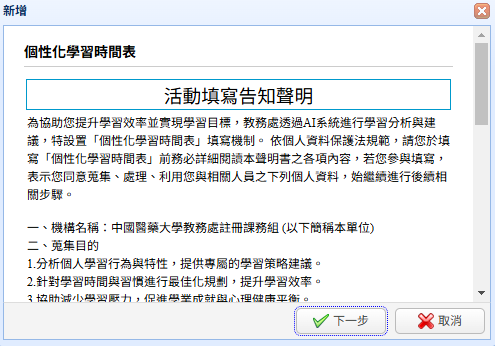 新增
個性化學習時間表
活動填寫告知聲明
為協助您提升學習效率並實現學習目標，教務處透過AI系統進行學習分析與建
議，特設置「個性化學習時間表」填寫機制。 依個人資料保護法規範，請您於填
寫「個性化學習時間表」前務必詳細閱讀本聲明書之各項內容，若您參與填寫，
表示您同意蒐集、處理、利用您與相關人員之下列個人資料，始繼續進行後續相
關步驟。
一、機構名稱：中國醫藥大學教務處註冊課務組 (以下簡稱本單位)
二、蒐集目的
1.分析個人學習行為與特性，提供專屬的學習策略建議。
2.針對學習時間與習慣進行最佳化規劃，提升學習效率。
3.協助減少學習壓力，促進學業成就與心理健康平衡。
下一步
取消